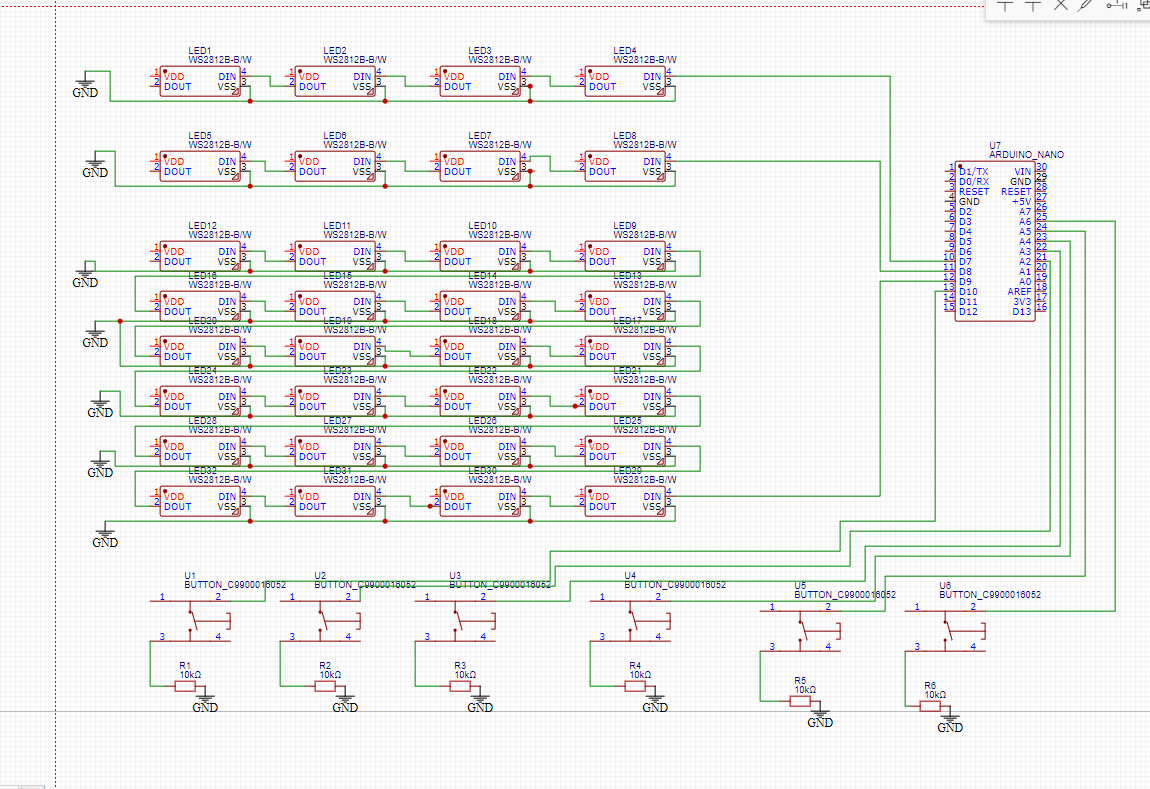 LED1 LED2 LED3 LED4
WS2812B-B/W WS2812B-B/W WS2812B-B/W WS2812B-B/W
1 VDD DIN 4 1 VDD DIN 4 1 VDD DIN 4 1 VDD DIN 4
2 DOUT VSS 3 2 DOUT VSS 3 2 DOUT VSS 3 2 DOUT VSS 3
GND
LED5 LED6 LED7 LED8
WS2812B-B/W WS2812B-B/W WS2812B-B/W WS2812B-B/W
1 VDD DIN 4 1 VDD DIN 4 1 VDD DIN 4 1 VDD DIN 4
2 DOUT VSS 3 2 DOUT VSS 3 2 DOUT VSS 3 2 DOUT VSS 3
GND
U7
ARDUINO_NANO
1 D1/TX VIN 30
2 D0/RX GND 29
3 RESET RESET 28
4 GND +5V 27
5 D2 A7 26
6 D3 A6 25
7 D4 A5 24
8 D5 A4 23
9 D6 A3 22
10 D7 A2 21
11 D8 A1 20
12 D9 A0 19
13 D10 AREF 18
14 D11 3V3 17
15 D12 D13 16
LED12 LED11 LED10 LED9
WS2812B-B/W WS2812B-B/W WS2812B-B/W WS2812B-B/W
1 VDD DIN 4 1 VDD DIN 4 1 VDD DIN 4 1 VDD DIN 4
2 DOUT VSS 3 2 DOUT VSS 3 2 DOUT VSS 3 2 DOUT VSS 3
GND
LED16 LED15 LED14 LED13
WS2812B-B/W WS2812B-B/W WS2812B-B/W WS2812B-B/W
1 VDD DIN 4 1 VDD DIN 4 1 VDD DIN 4 1 VDD DIN 4
2 DOUT VSS 3 2 DOUT VSS 3 2 DOUT VSS 3 2 DOUT VSS 3
LED20 LED19 LED18 LED17
WS2812B-B/W WS2812B-B/W WS2812B-B/W WS2812B-B/W
GND
1 VDD DIN 4 1 VDD DIN 4 1 VDD DIN 4 1 VDD DIN 4
2 DOUT VSS 3 2 DOUT VSS 3 2 DOUT VSS 3 2 DOUT VSS 3
LED24 LED23 LED22 LED21
WS2812B-B/W WS2812B-B/W WS2812B-B/W WS2812B-B/W
1 VDD DIN 4 1 VDD DIN 4 1 VDD DIN 4 1 VDD DIN 4
2 DOUT VSS 3 2 DOUT VSS 3 2 DOUT VSS 3 2 DOUT VSS 3
GND
LED28 LED27 LED26 LED25
WS2812B-B/W WS2812B-B/W WS2812B-B/W WS2812B-B/W
1 VDD DIN 4 1 VDD DIN 4 1 VDD DIN 4 1 VDD DIN 4
2 DOUT VSS 3 2 DOUT VSS 3 2 DOUT VSS 3 2 DOUT VSS 3
GND
LED32 LED31 LED30 LED29
WS2812B-B/W WS2812B-B/W WS2812B-B/W WS2812B-B/W
1 VDD DIN 4 1 VDD DIN 4 1 VDD DIN 4 1 VDD DIN 4
2 DOUT VSS 3 2 DOUT VSS 3 2 DOUT VSS 3 2 DOUT VSS 3
GND
U1 U2 U3 U4 U5 U6
BUTTON_C9900016052 BUTTON_C9900016052 BUTTON_C9900016052 BUTTON_C9900016052 BUTTON_C9900016052 BUTTON_C9900016052
1 2 1 2 1 2 1 2 1 2 1 2
3 4 3 4 3 4 3 4 3 4 3 4
R1 R2 R3 R4 R5 R6
10kΩ 10kΩ 10kΩ 10kΩ 10kΩ 10kΩ
GND GND GND GND GND GND